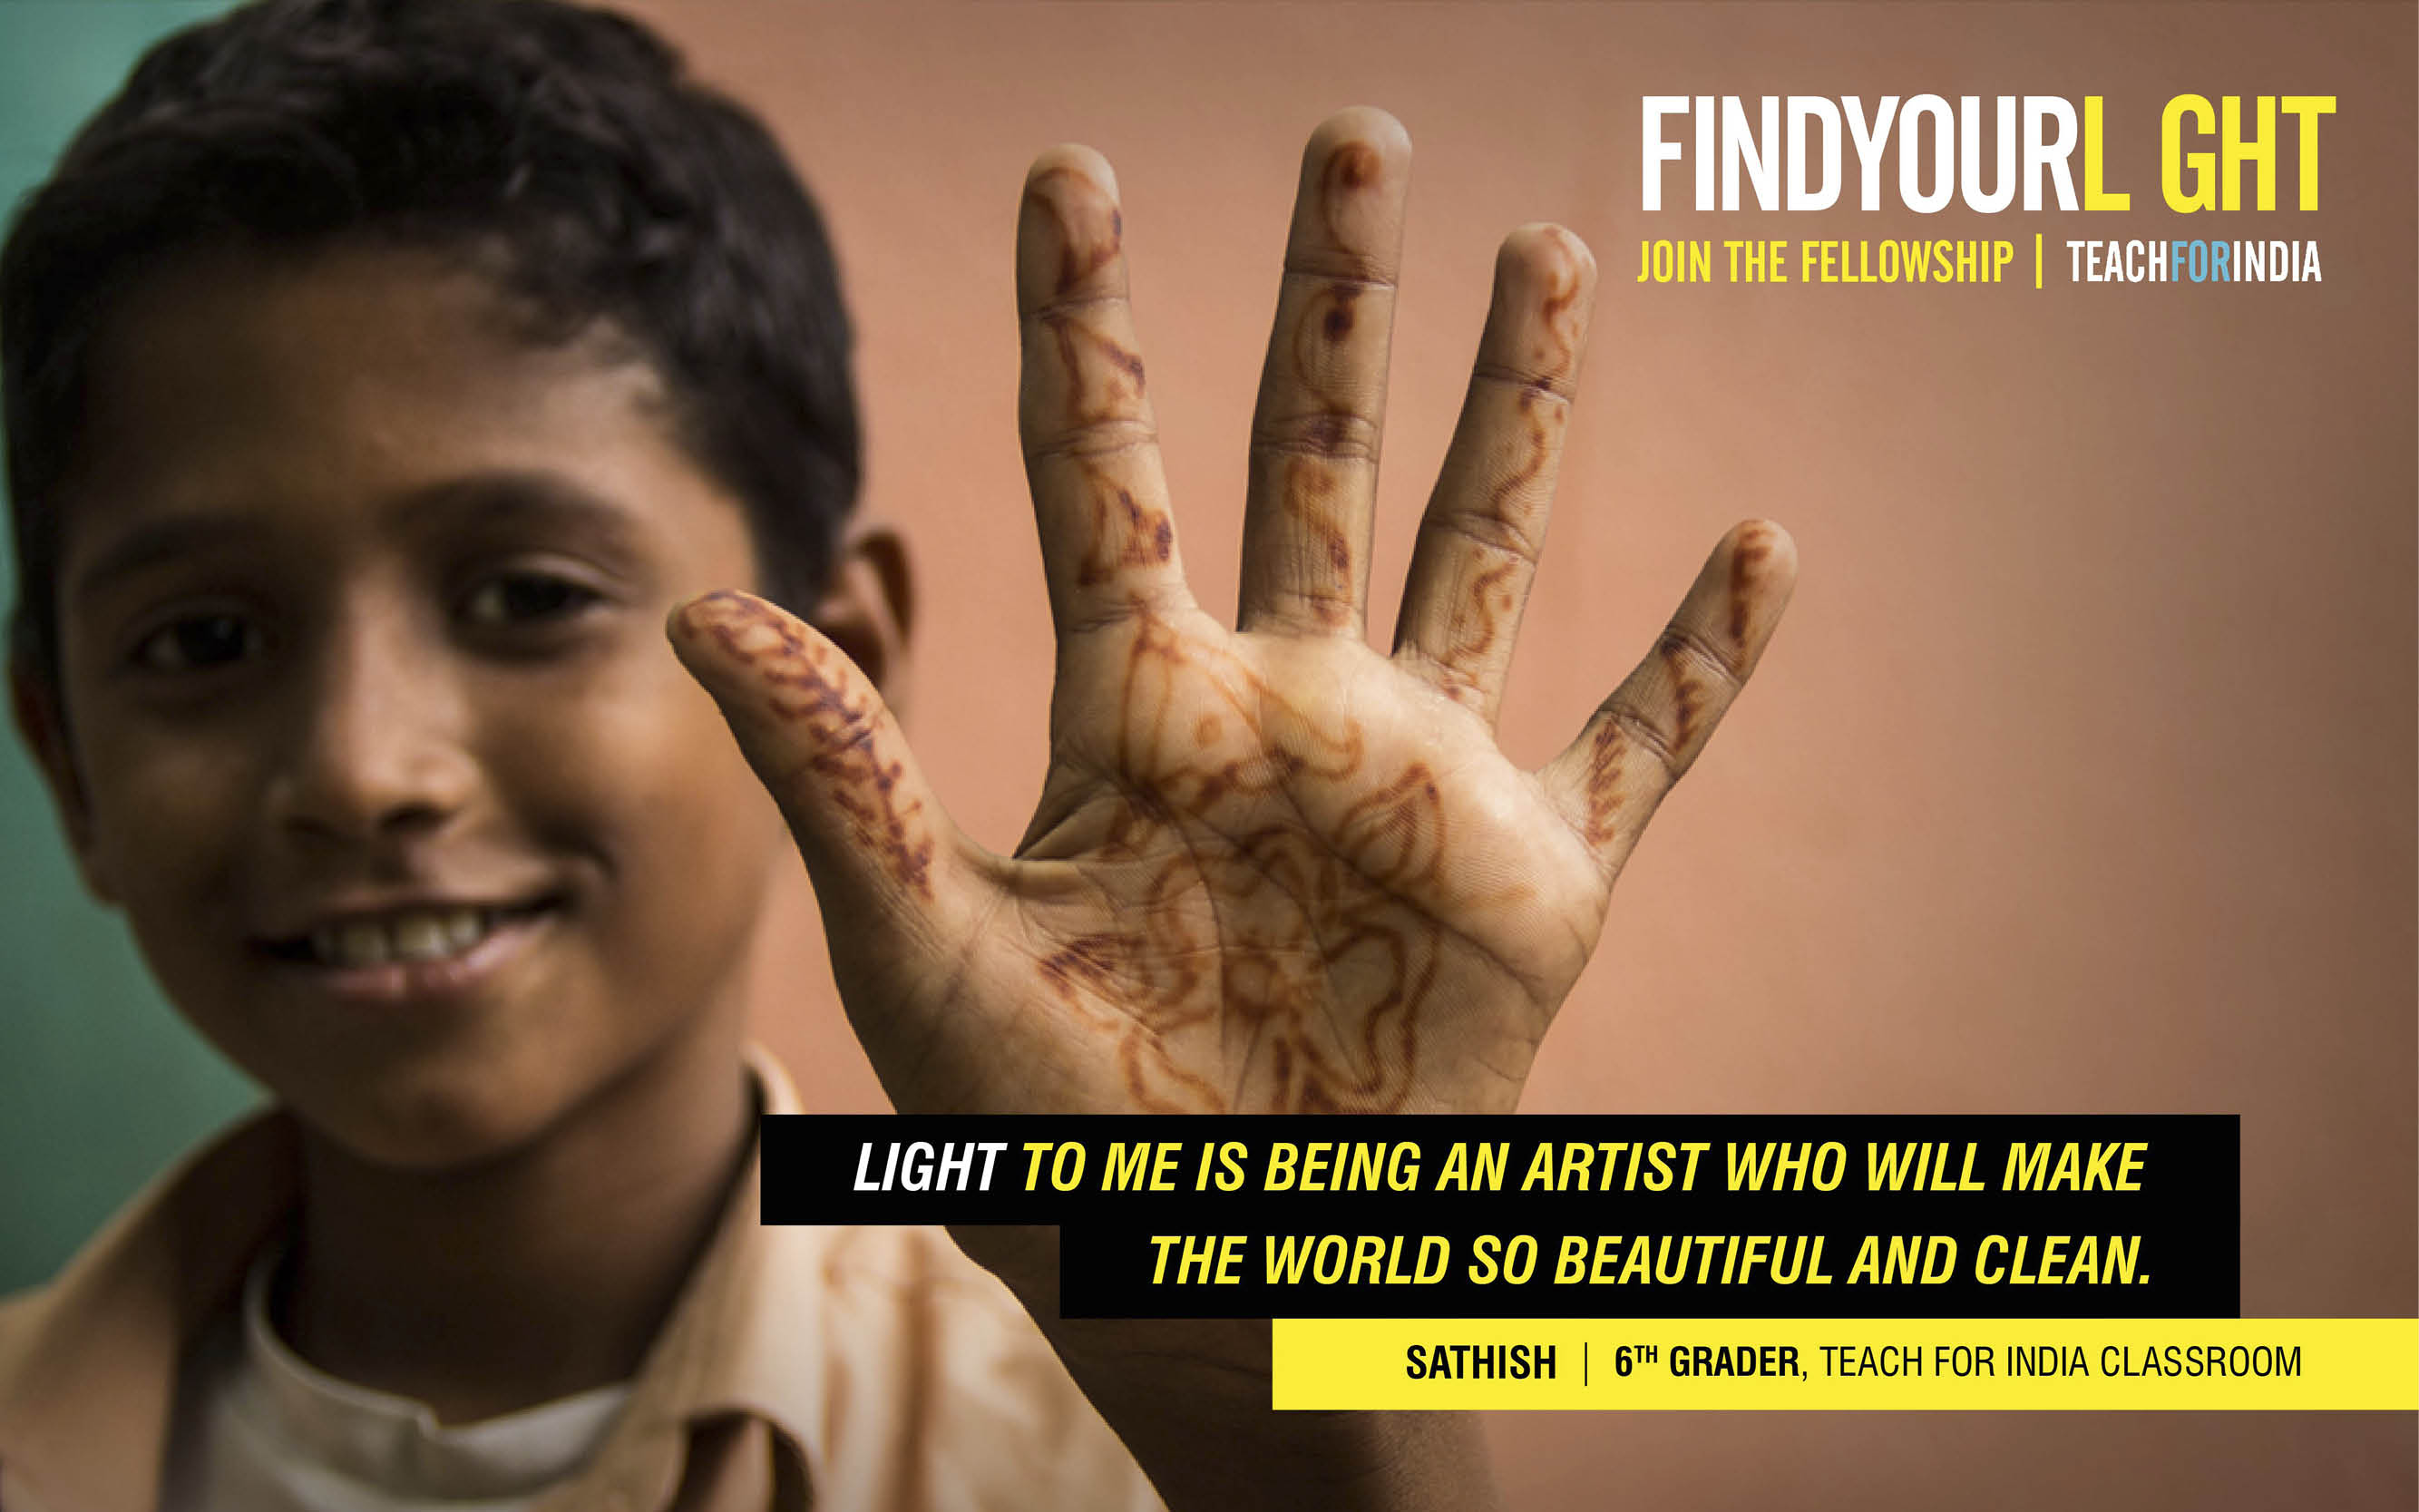 FINDYOURL GHT
JOIN THE FELLOWSHIP | TEACHFORINDIA
LIGHT TO ME IS BEING AN ARTIST WHO WILL MAKE
THE WORLD SO BEAUTIFUL AND CLEAN.
SATHISH | 6TH GRADER, TEACH FOR INDIA CLASSROOM